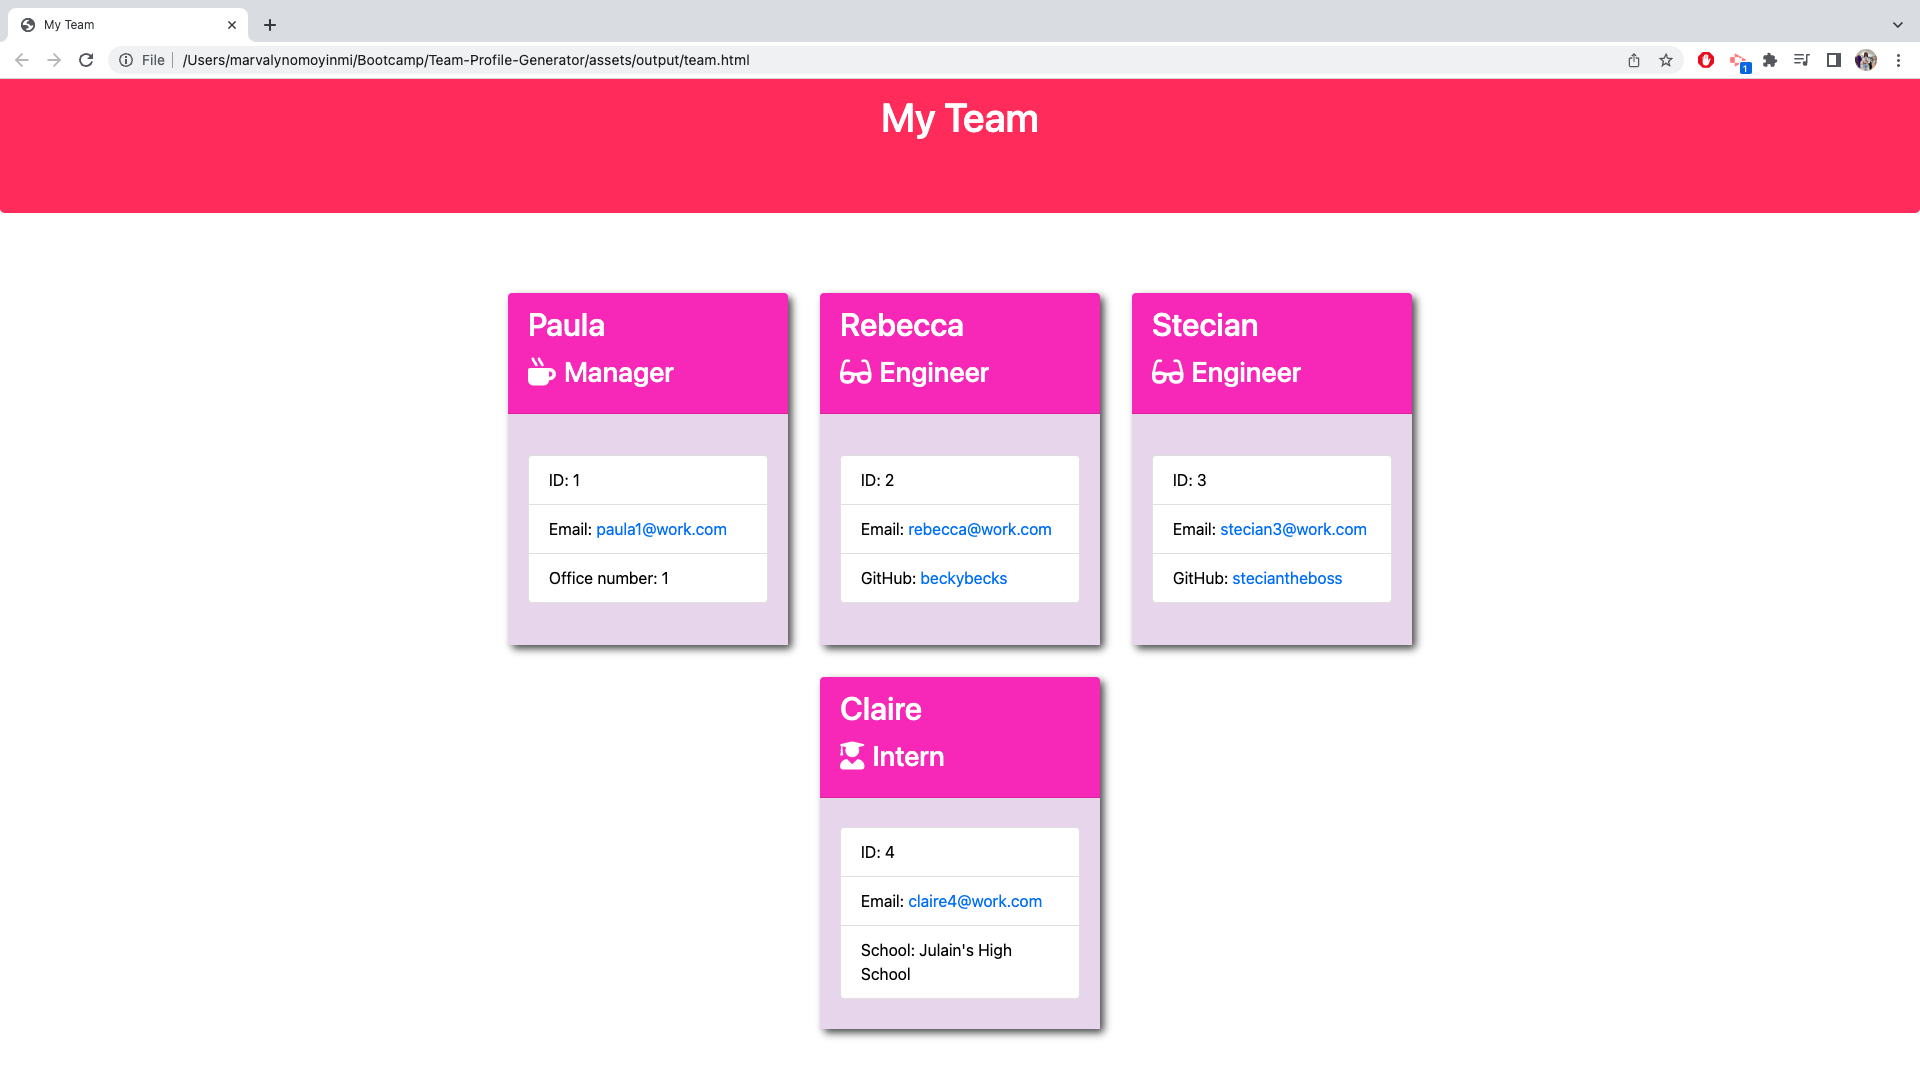 My Team
File
/Users/marvalynomoyinmi/Bootcamp/Team-Profile-Generator/assets/output/team.html
1
My Team
Paula
Manager
ID: 1
Email: paula1@work.com
Office number: 1
Rebecca
Engineer
ID: 2
Email: rebecca@work.com
GitHub: beckybecks
Stecian
Engineer
ID: 3
Email: stecian3@work.com
GitHub: steciantheboss
Claire
Intern
ID: 4
Email: claire4@work.com
School: Julain's High
School